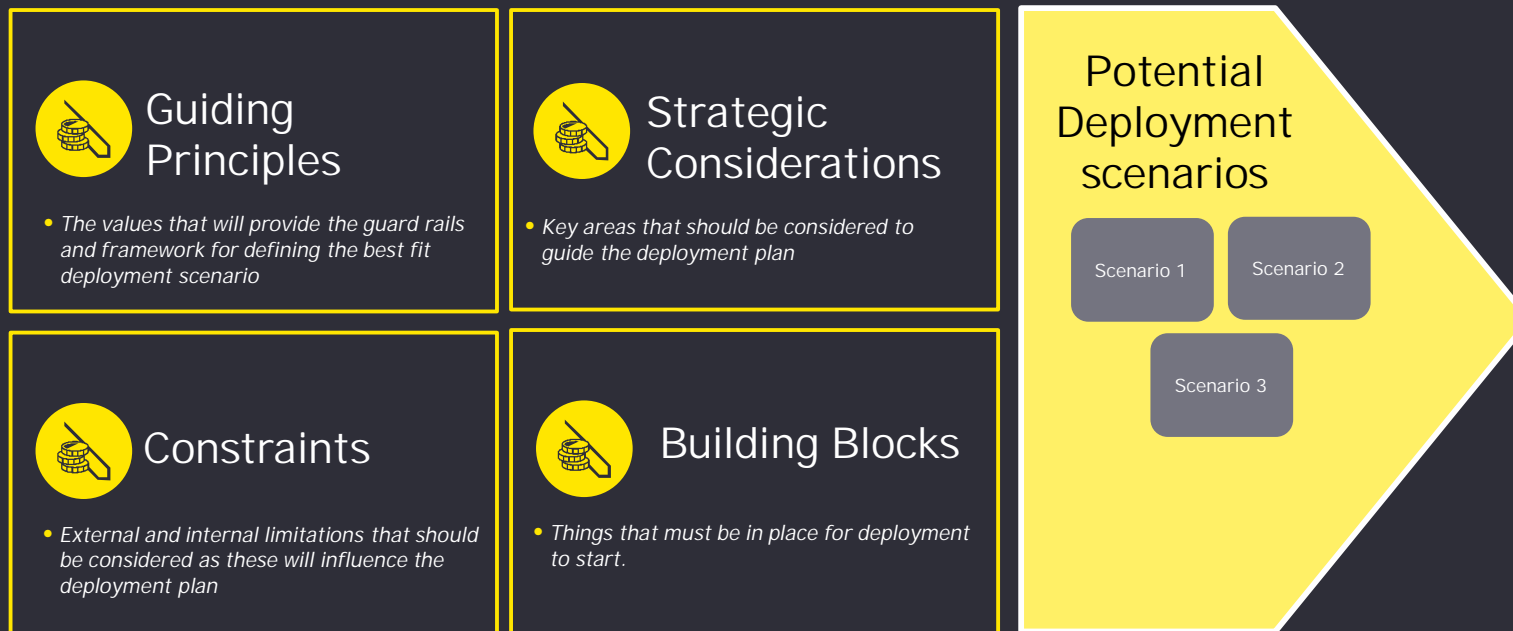 Guiding
Principles
• The values that will provide the guard rails
and framework for defining the best fit
deployment scenario
Strategic
Considerations
• Key areas that should be considered to
guide the deployment plan
Constraints
• External and internal limitations that should
be considered as these will influence the
deployment plan
Building Blocks
• Things that must be in place for deployment
to start.
Potential
Deployment
scenarios
Scenario 1
Scenario 2
Scenario 3